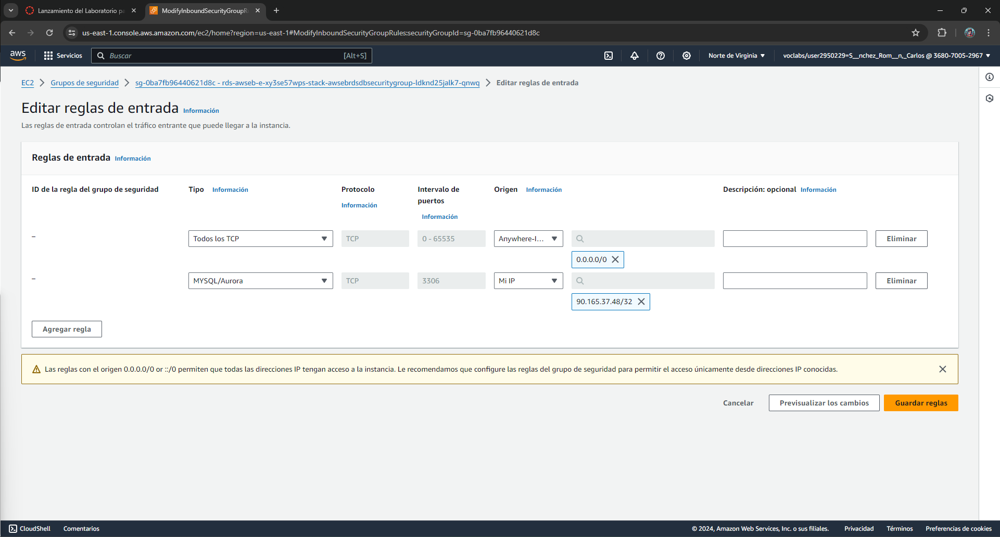 Lanzamiento del Laboratorio pa
ModifyInboundSecurityGroupRu
us-east-1.console.aws.amazon.com/ec2/home?region=us-east-1#ModifyInboundSecurityGroupRules:securityGroupId=sg-0ba7fb96440621d8c
aws Servicios Buscar [Alt+S] Norte de Virginia voclabs/user2950229=S__nchez_Rom__n,_Carlos @ 3680-7005-2967
EC2 Grupos de seguridad sg-0ba7fb96440621d8c - rds-awseb-e-xy3se57wps-stack-awsebrdsdbsecuritygroup-ldknd25jalk7-qnwq Editar reglas de entrada
Editar reglas de entrada Información
Las reglas de entrada controlan el tráfico entrante que puede llegar a la instancia.
Reglas de entrada Información
ID de la regla del grupo de seguridad Tipo Información Protocolo Información Intervalo de puertos Información Origen Información Descripción: opcional Información
– Todos los TCP TCP 0 - 65535 Anywhere-I... Eliminar
0.0.0.0/0
– MYSQL/Aurora TCP 3306 Mi IP Eliminar
90.165.37.48/32
Agregar regla
Las reglas con el origen 0.0.0.0/0 or ::/0 permiten que todas las direcciones IP tengan acceso a la instancia. Le recomendamos que configure las reglas del grupo de seguridad para permitir el acceso únicamente desde direcciones IP conocidas.
Cancelar Previsualizar los cambios Guardar reglas
CloudShell Comentarios © 2024, Amazon Web Services, Inc. o sus filiales. Privacidad Términos Preferencias de cookies